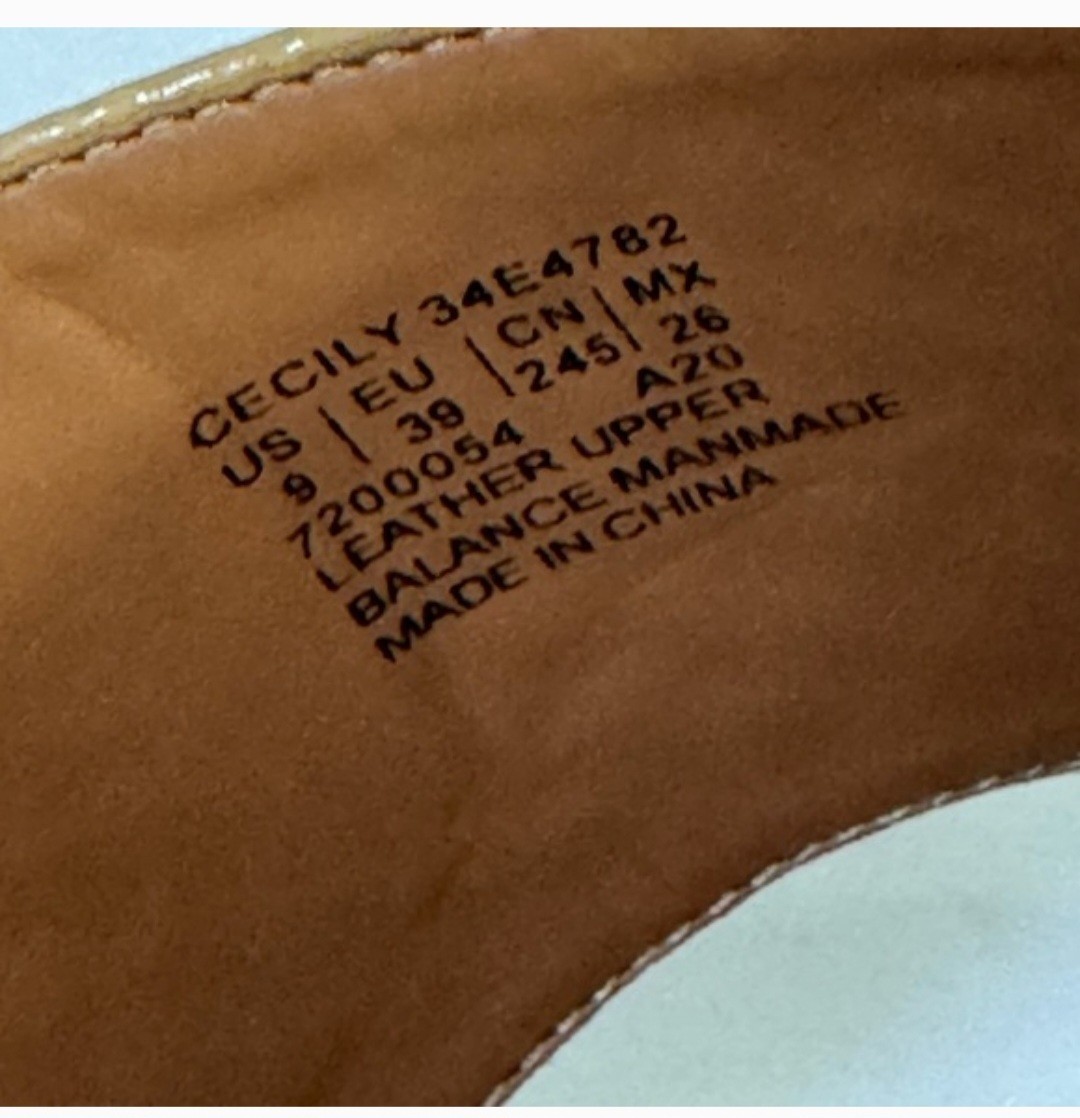 CECILY 34E4782
US | EU | CN | MX
9 | 39 | 245 | 26
7200054 A20
LEATHER UPPER
BALANCE MANMADE
MADE IN CHINA